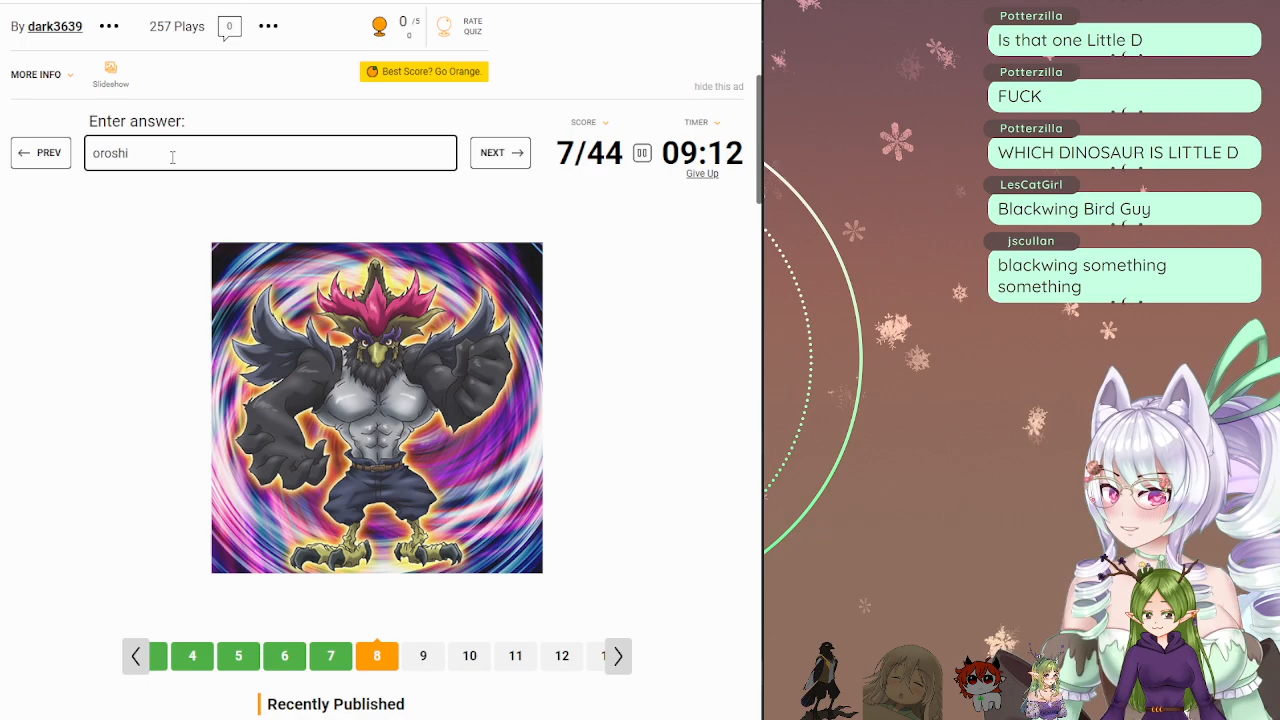 By dark3639 ••• 257 Plays 0 •••
0 /5
0
RATE
QUIZ
MORE INFO
Slideshow
Best Score? Go Orange.
hide this ad
Enter answer:
← PREV
oroshi
NEXT →
SCORE
7/44
TIMER
09:12
Give Up
4 5 6 7 8 9 10 11 12
Recently Published
Potterzilla
Is that one Little D
Potterzilla
FUCK
Potterzilla
WHICH DINOSAUR IS LITTLE D
LesCatGirl
Blackwing Bird Guy
jscullan
blackwing something
something